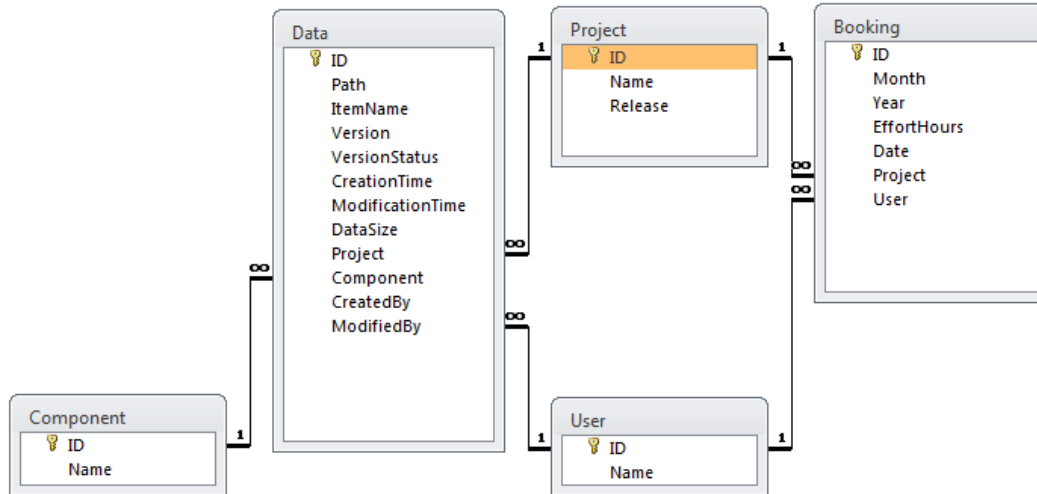 Data
ID
Path
ItemName
Version
VersionStatus
CreationTime
ModificationTime
DataSize
Project
Component
CreatedBy
ModifiedBy
Project
ID
Name
Release
Booking
ID
Month
Year
EffortHours
Date
Project
User
Component
ID
Name
User
ID
Name
1
1
∞
∞
∞
∞
∞
1
1
1